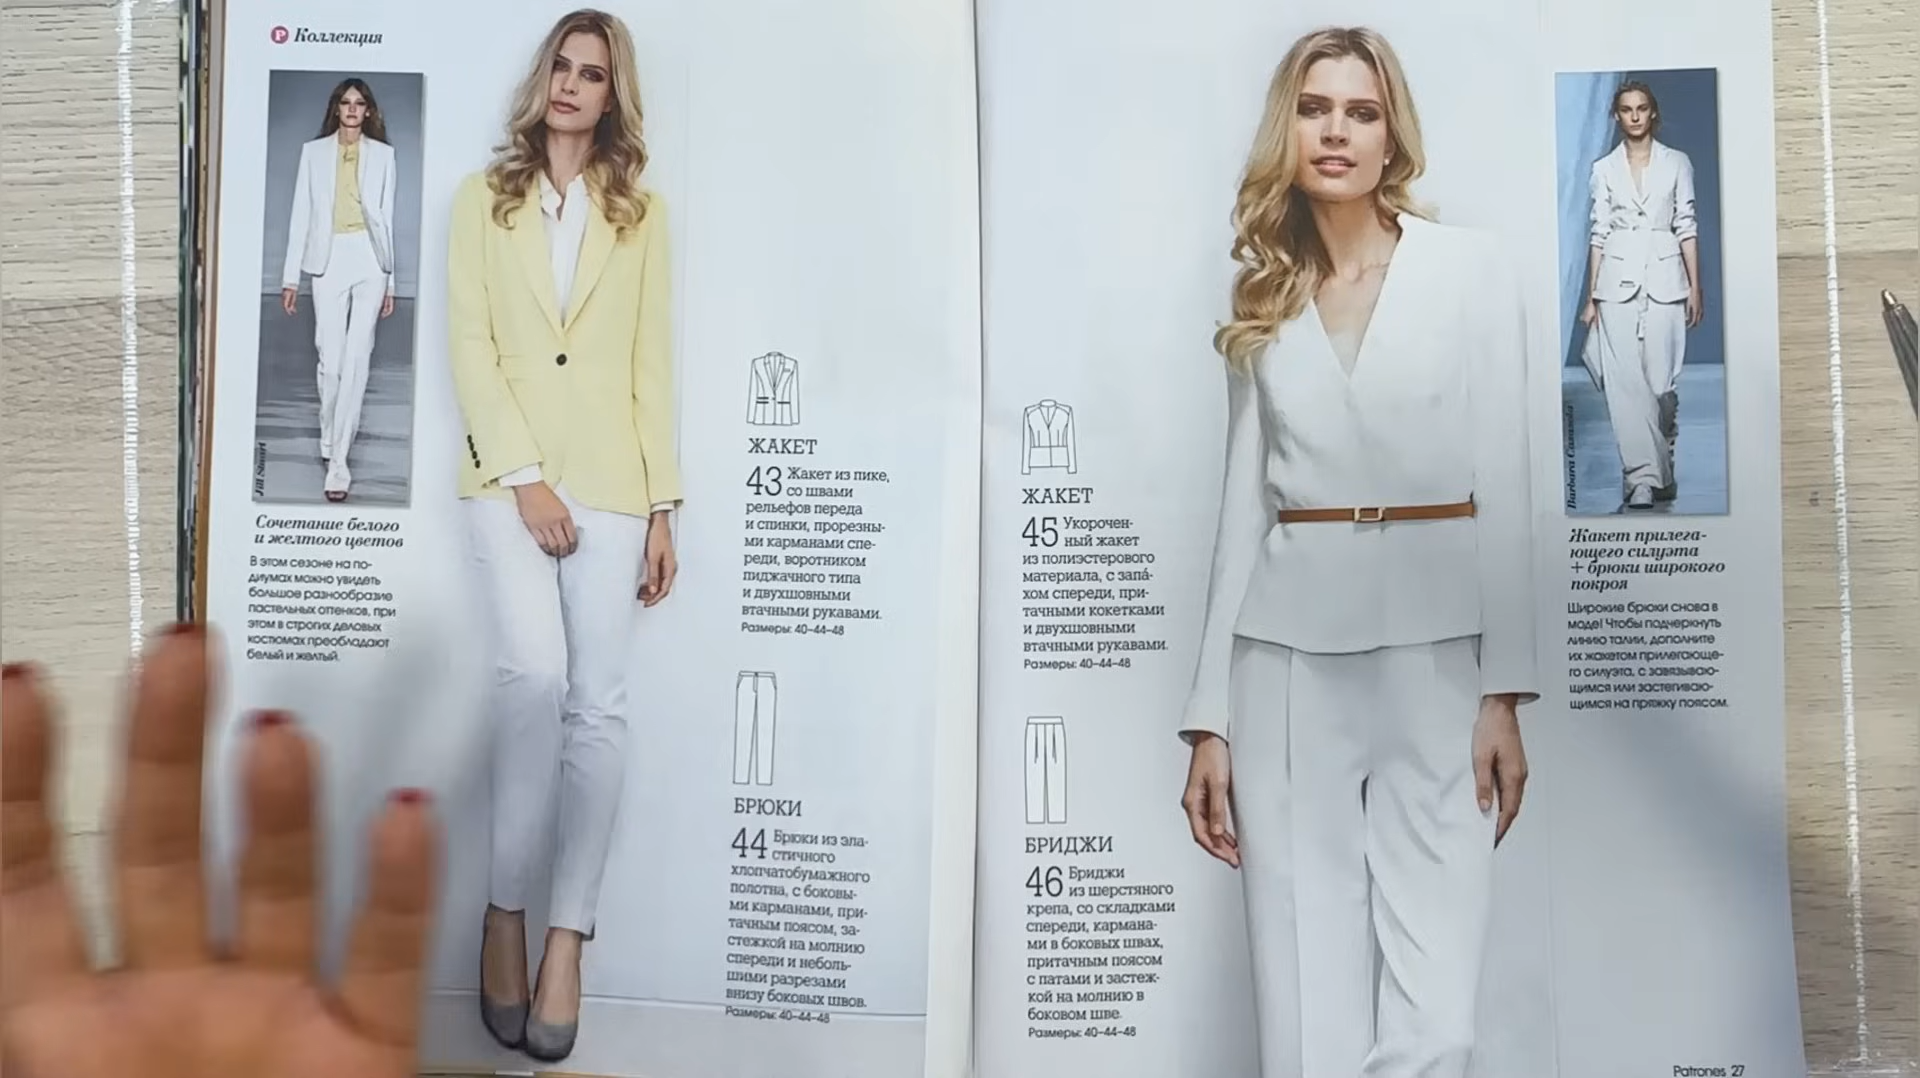 Коллекция
Jill Stuart
Сочетание белого
и желтого цветов
В этом сезоне на по-
диумах можно увидеть
большое разнообразие
пастельных оттенков, при
этом в строгих деловых
костюмах преобладают
белый и желтый.
ЖАКЕТ
43 Жакет из пике,
со швами
рельефов переда
и спинки, прорезны-
ми карманами спе-
реди, воротником
пиджачного типа
и двухшовными
втачными рукавами.
Размеры: 40-44-48
БРЮКИ
44 Брюки из эла-
стичного
хлопчатобумажного
полотна, с боковы-
ми карманами, при-
тачным поясом, за-
стежкой на молнию
спереди и неболь-
шими разрезами
внизу боковых швов.
Размеры: 40-44-48
ЖАКЕТ
45 Укорочен-
ный жакет
из полиэстерового
материала, с запа́-
хом спереди, при-
тачными кокетками
и двухшовными
втачными рукавами.
Размеры: 40-44-48
БРИДЖИ
46 Бриджи
из шерстяного
крепа, со складками
спереди, кармана-
ми в боковых швах,
притачным поясом
с патами и застеж-
кой на молнию в
боковом шве.
Размеры: 40-44-48
Barbara Casasola
Жакет прилега-
ющего силуэта
+ брюки широкого
покроя
Широкие брюки снова в
моде! Чтобы подчеркнуть
линию талии, дополните
их жакетом прилегающе-
го силуэта, с завязываю-
щимся или застегиваю-
щимся на пряжку поясом.
Patrones 27